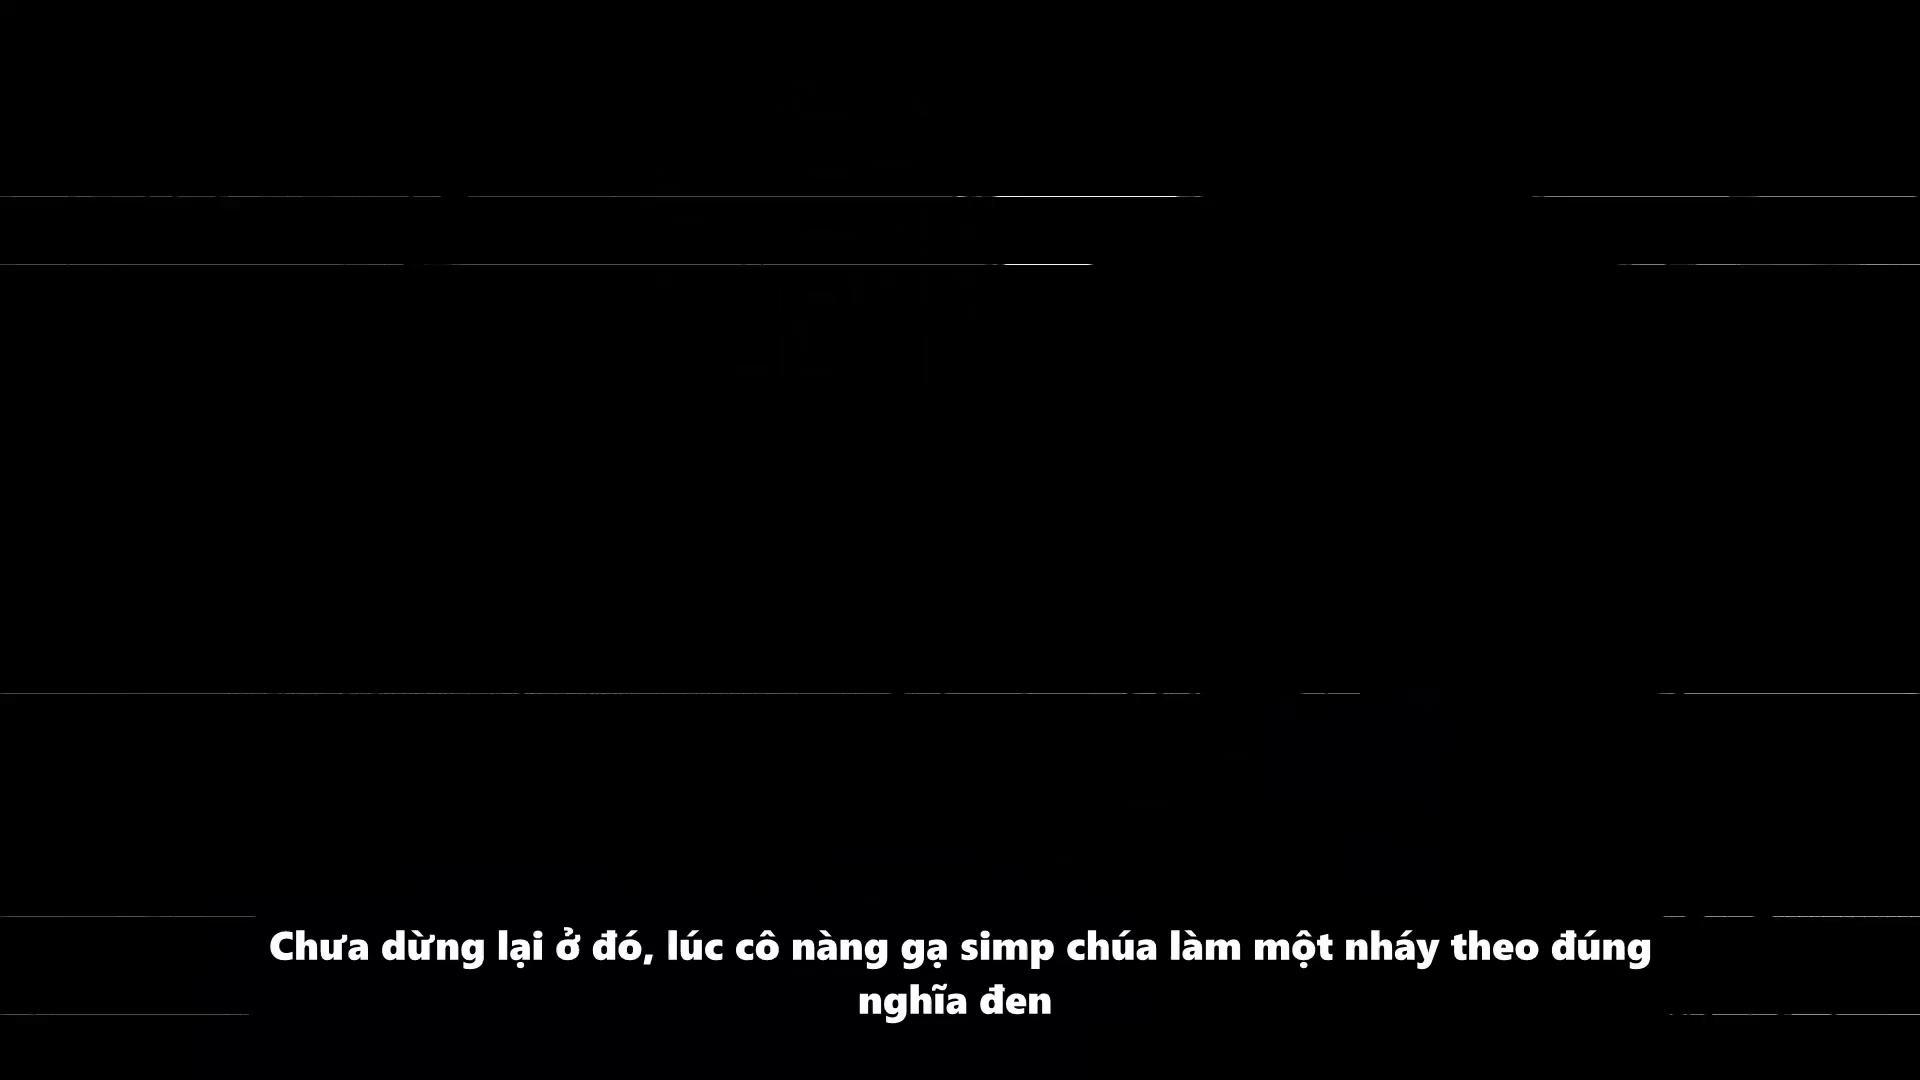 Chưa dừng lại ở đó, lúc cô nàng gạ simp chúa làm một nháy theo đúng
nghĩa đen